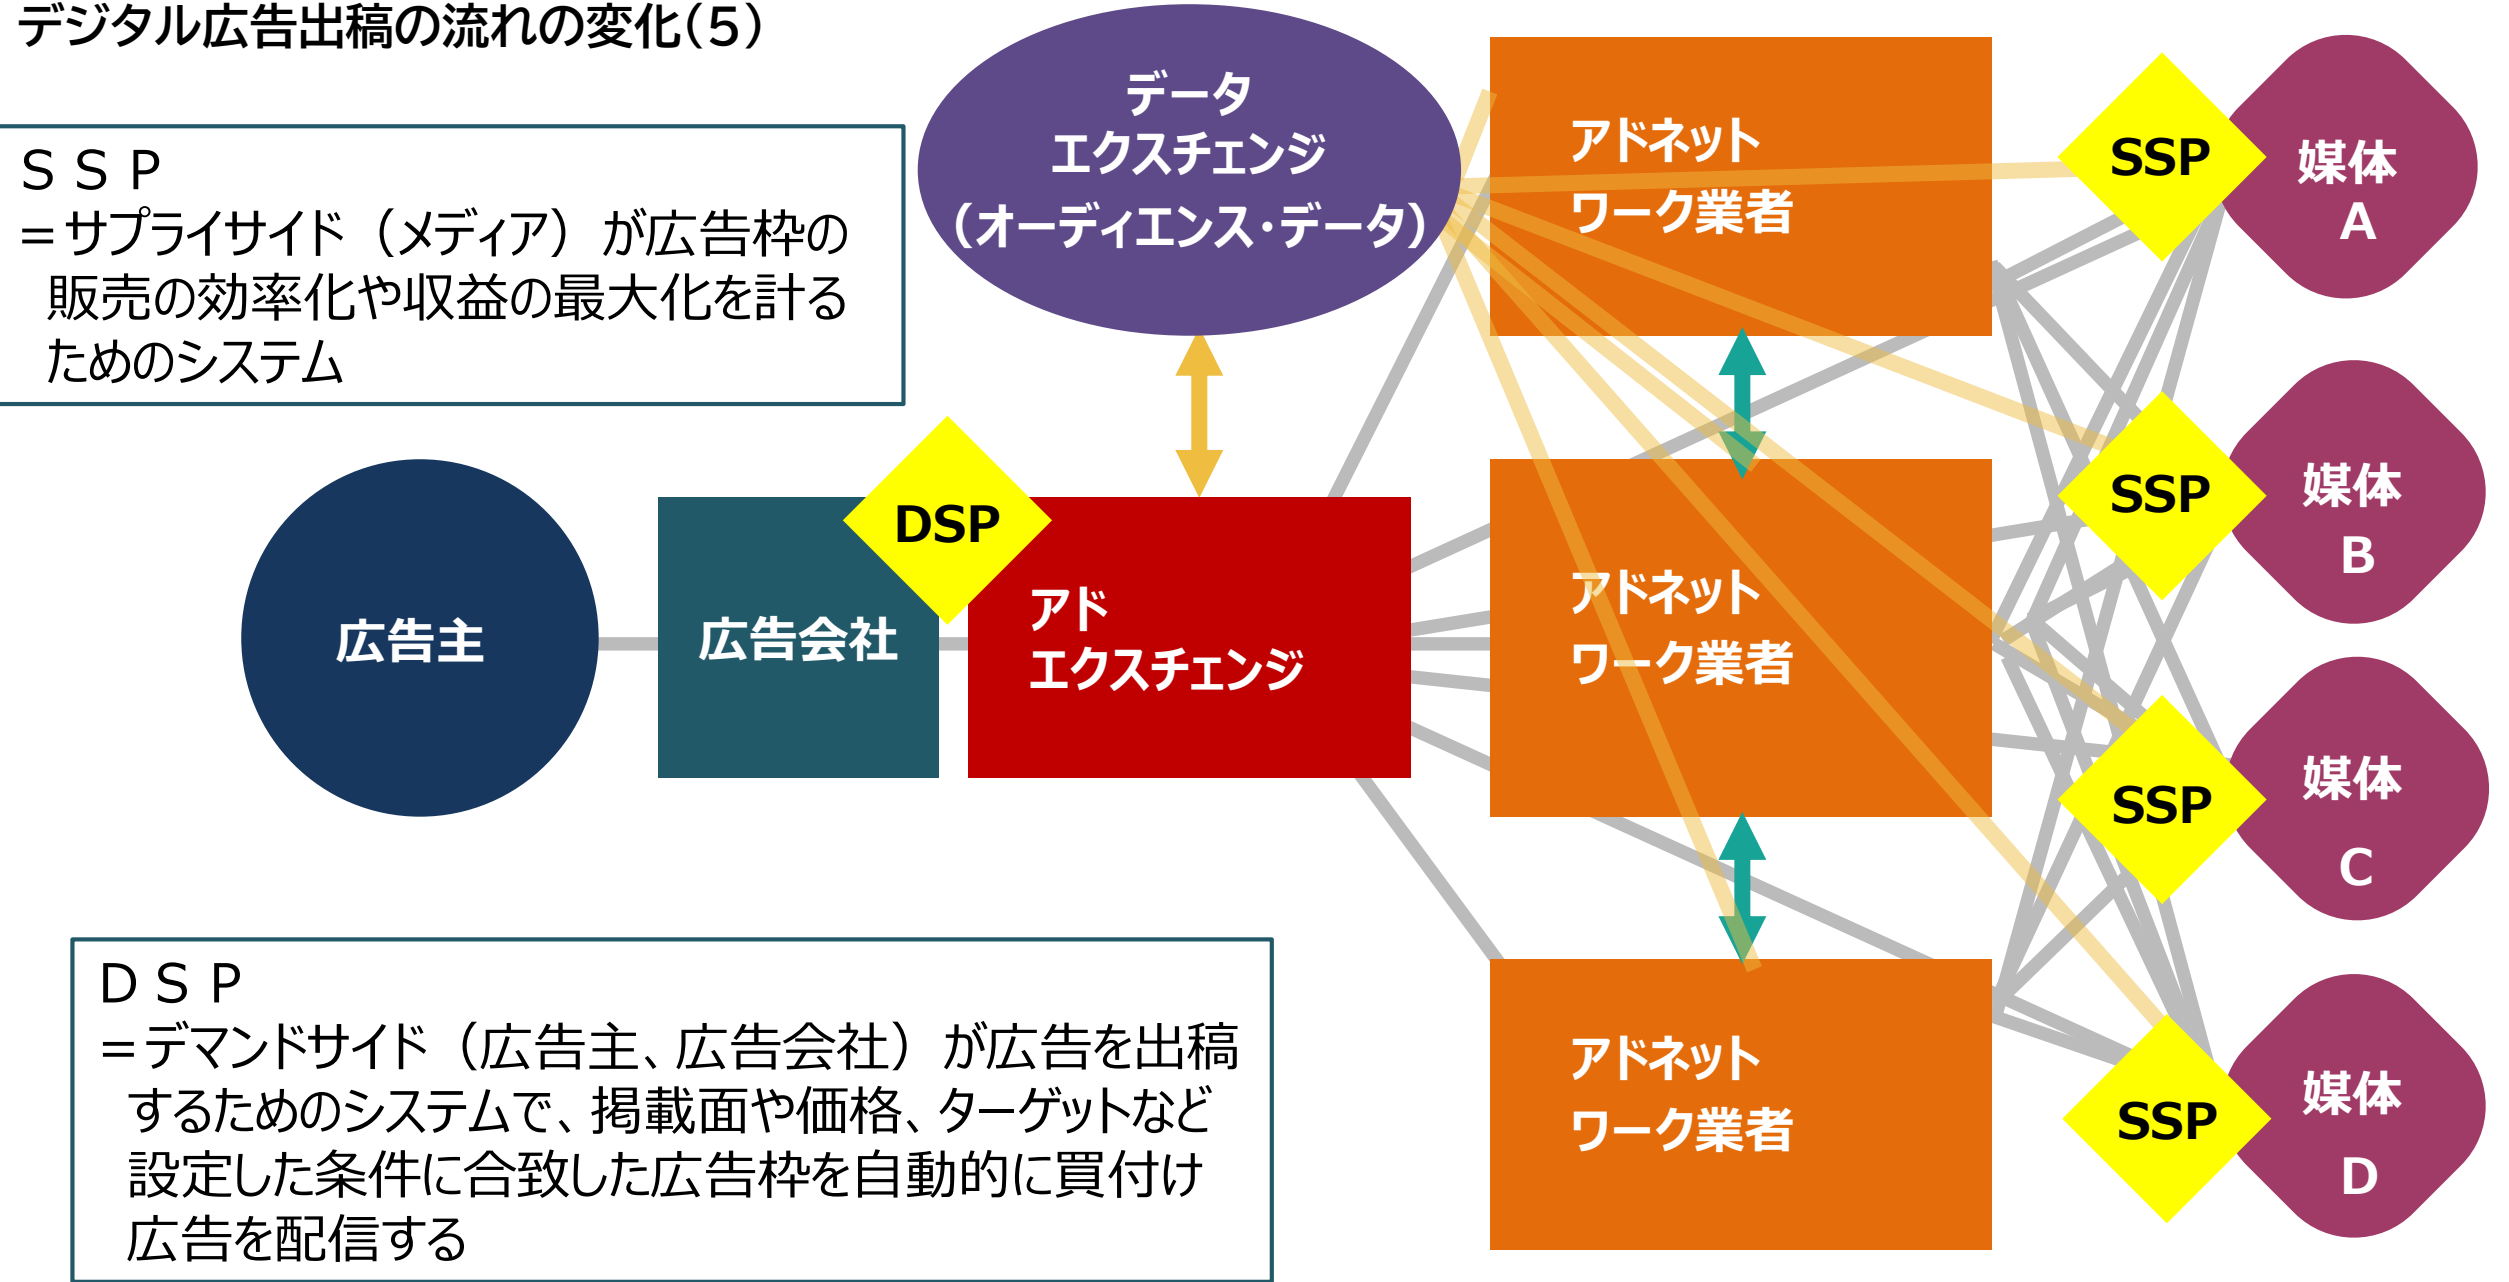 デジタル広告出稿の流れの変化(5)
ＳＳＰ
=サプライサイド（メディア）が広告枠の
販売の効率化や収益の最大化を計る
ためのシステム
データ
エクスチェンジ
(オーディエンス・データ)
アドネット
ワーク業者
SSP
媒体
A
DSP
広告主
広告会社
アド
エクスチェンジ
アドネット
ワーク業者
SSP
媒体
B
SSP
媒体
C
アドネット
ワーク業者
SSP
媒体
D
ＤＳＰ
=デマンドサイド（広告主、広告会社）が広告を出稿
するためのシステムで、掲載面や価格、ターゲットなど
設定した条件に合致した広告枠を自動的に買付け
広告を配信する